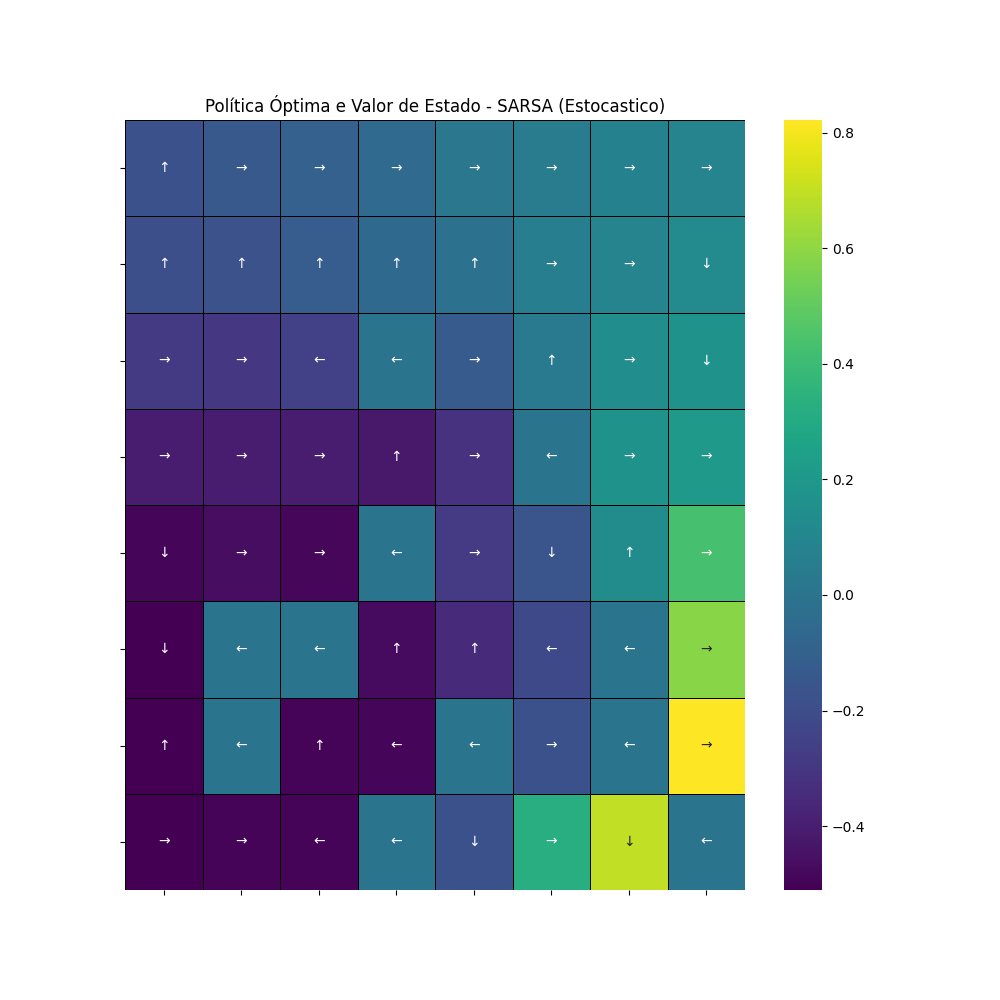 Política Óptima e Valor de Estado - SARSA (Estocastico)
↑ → → → → → → →
↑ ↑ ↑ ↑ ↑ → → ↓
→ → ← ← → ↑ → ↓
→ → → ↑ → ← → →
↓ → → ← → ↓ ↑ →
↓ ← ← ↑ ↑ ← ← →
↑ ← ↑ ← ← → ← →
→ → ← ← ↓ → ↓ ←
0.8
0.6
0.4
0.2
0.0
−0.2
−0.4